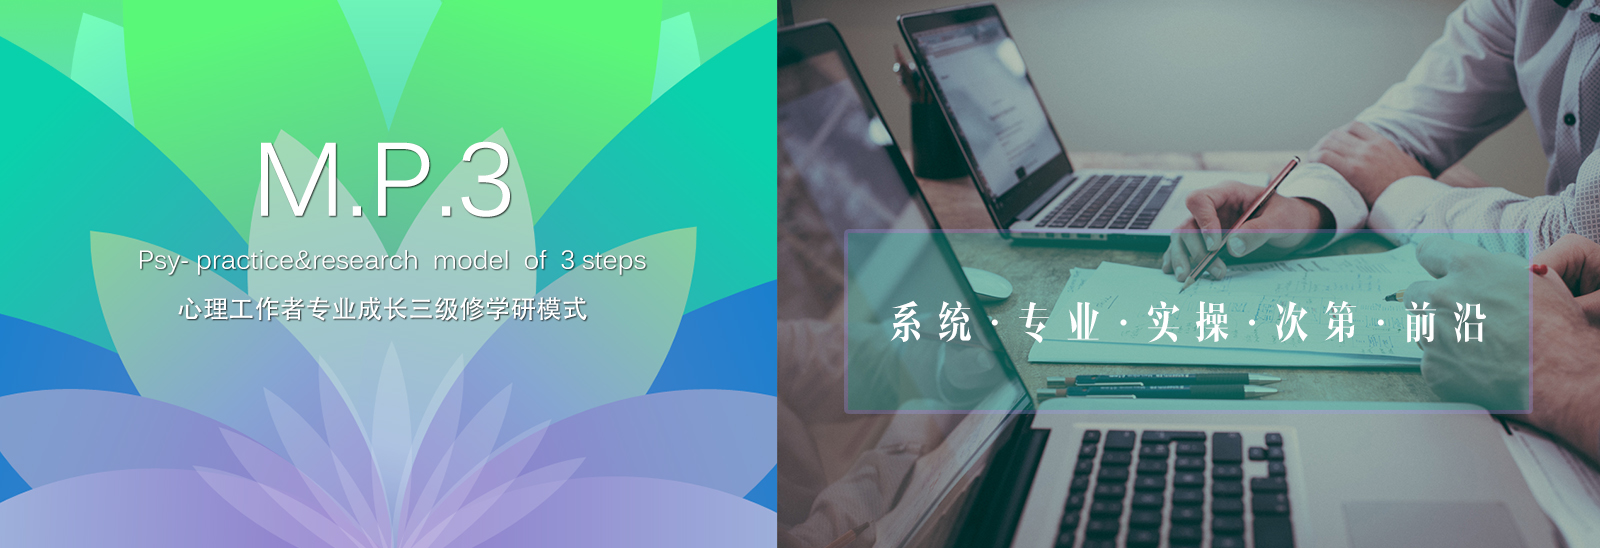 M.P.3
Psy- practice&research model of 3 steps
心理工作者专业成长三级修学研模式
系统·专业·实操·次第·前沿